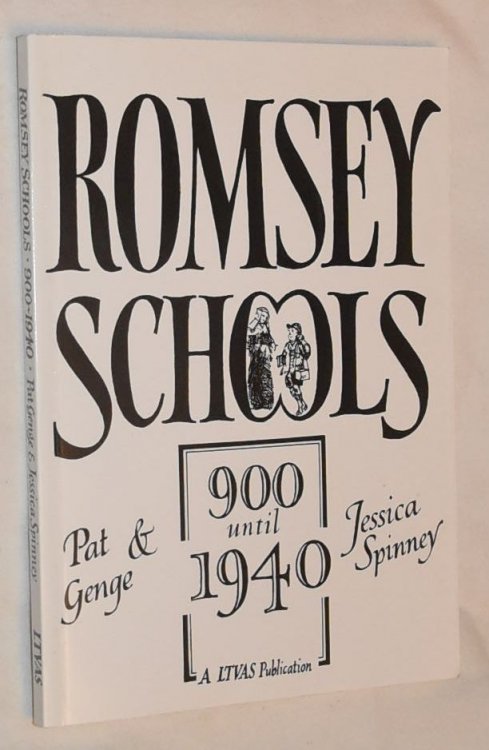 ROMSEY
SCHOOLS
900
until
1940
Pat &
Genge
Jessica
Spinney
A LTVAS Publication
ROMSEY SCHOOLS · 900-1940 · Pat Genge & Jessica Spinney LTVAS